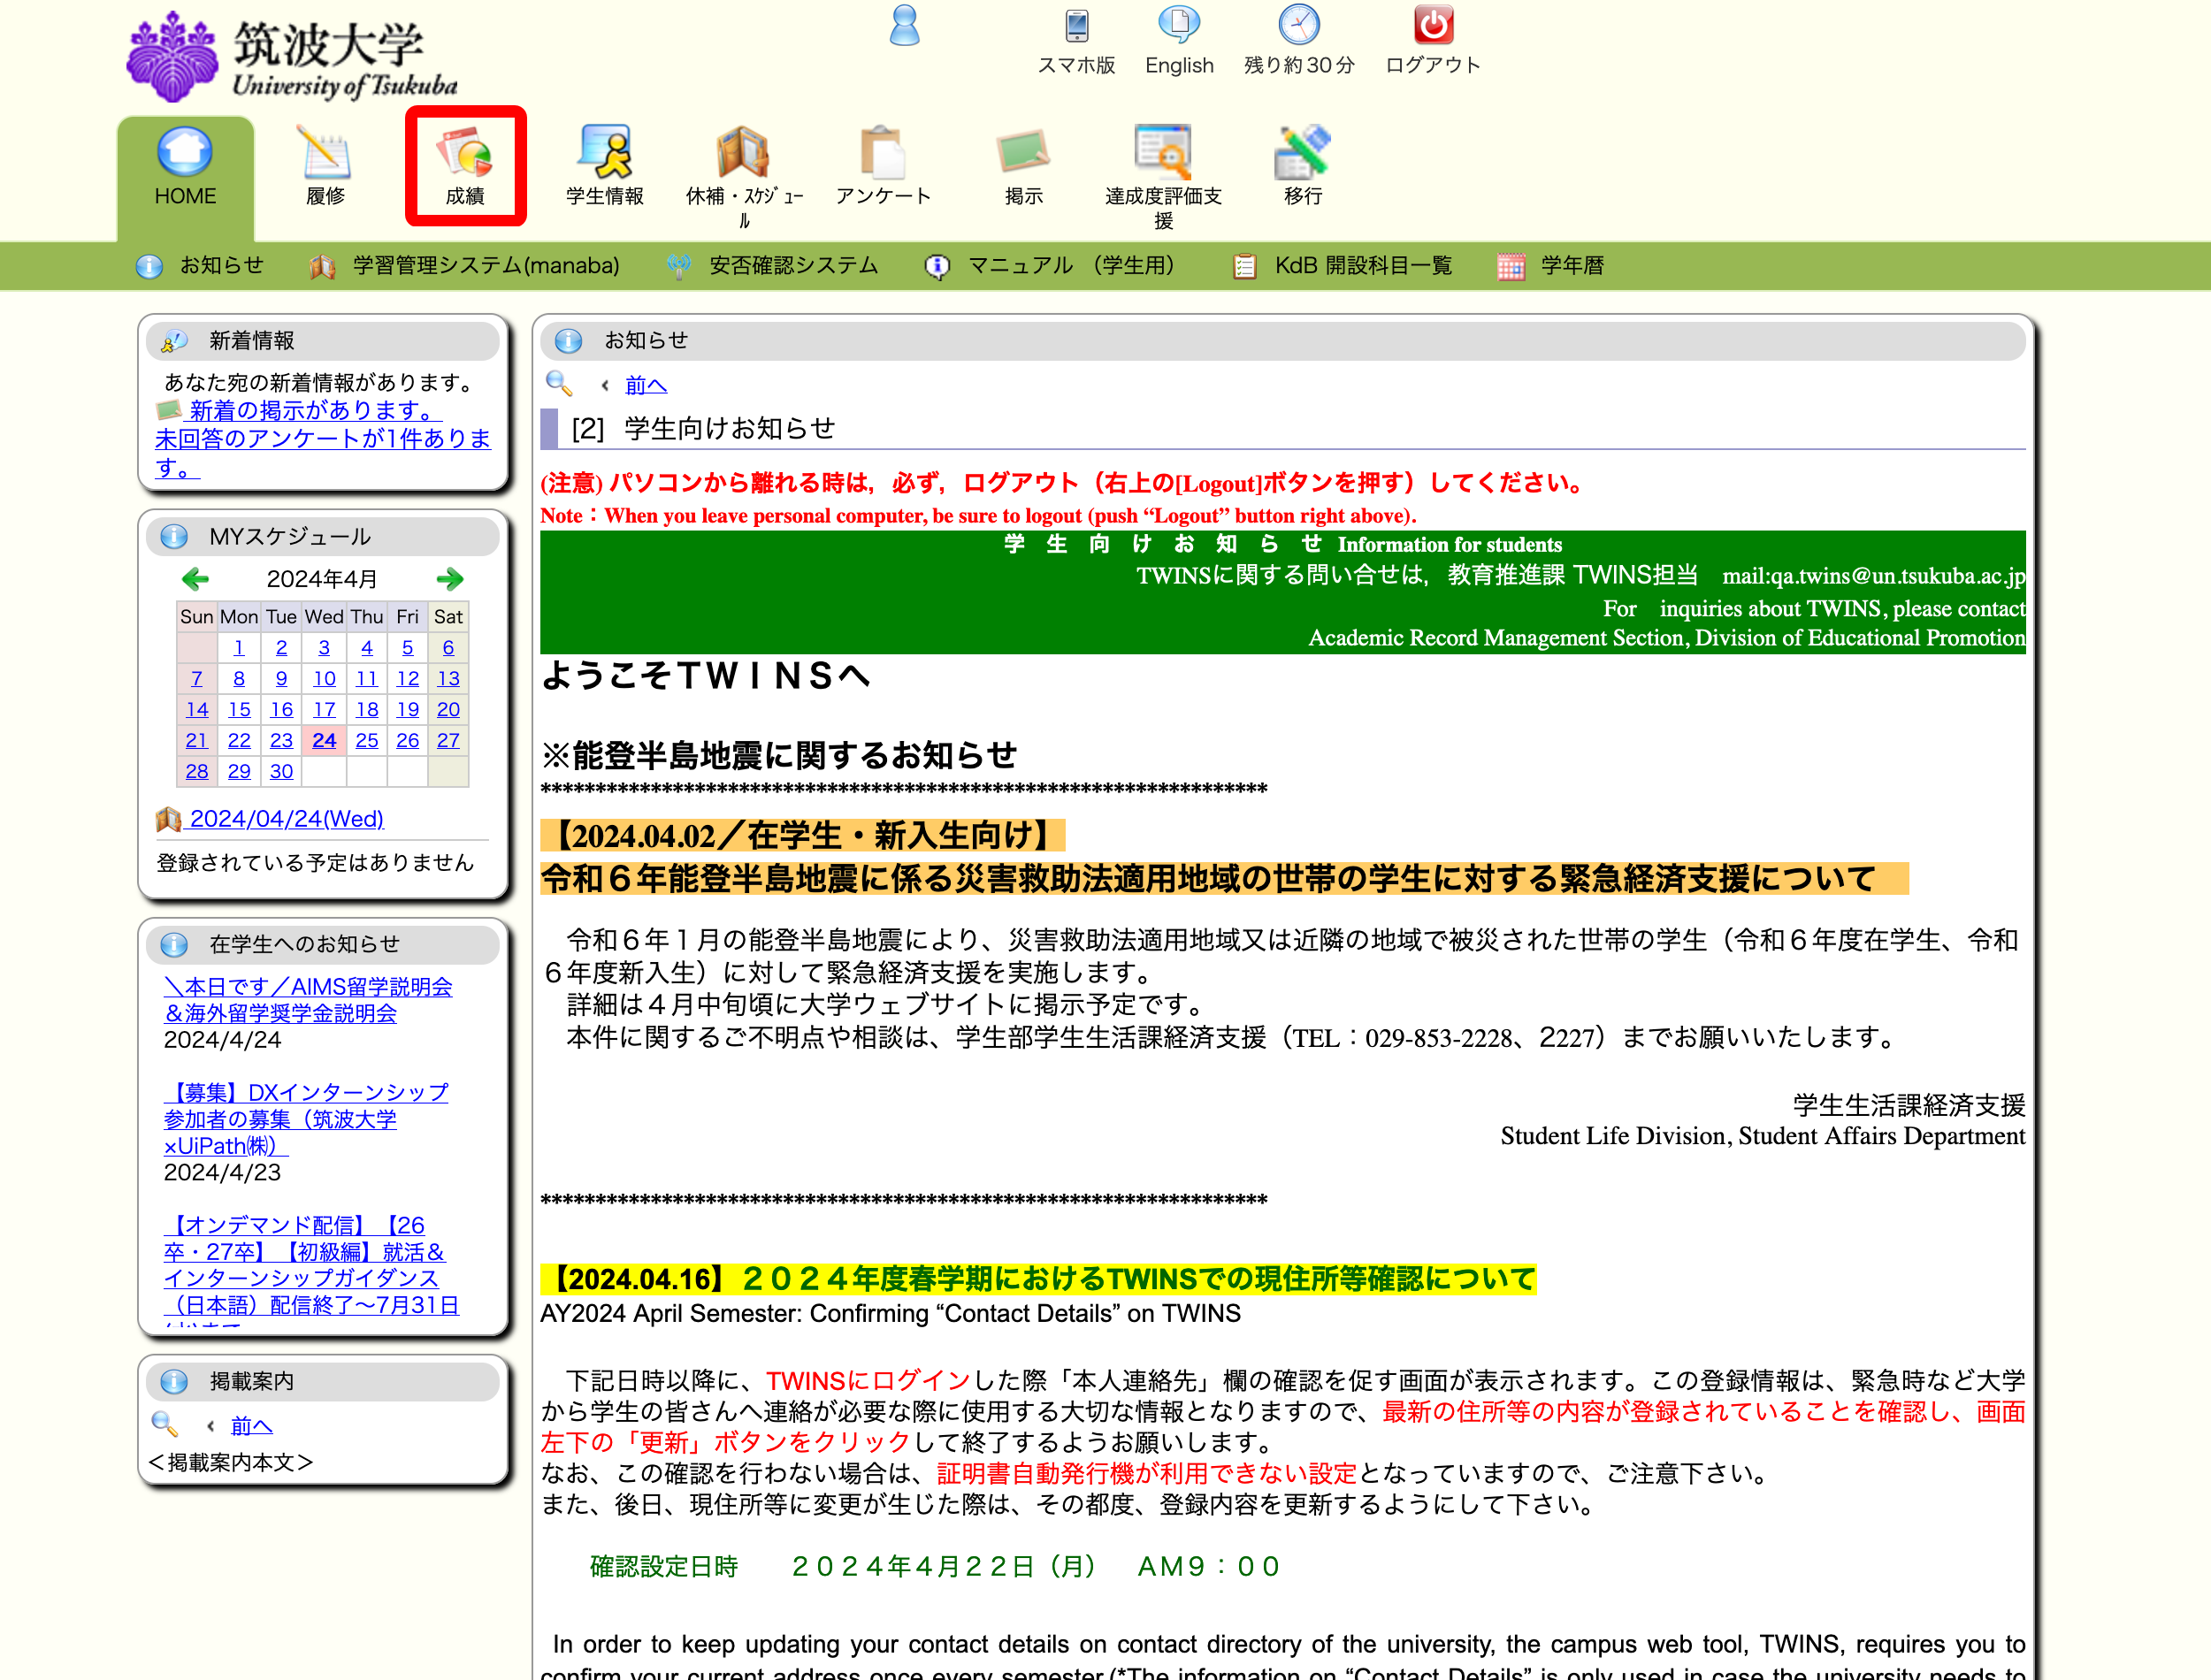 筑波大学
University of Tsukuba
スマホ版
English
残り約30分
ログアウト
HOME
履修
成績
学生情報
休補・ｽｹｼﾞｭｰ
ﾙ
アンケート
掲示
達成度評価支
援
移行
お知らせ
学習管理システム(manaba)
安否確認システム
マニュアル （学生用）
KdB 開設科目一覧
学年暦
新着情報
あなた宛の新着情報があります。
新着の掲示があります。
未回答のアンケートが1件ありま
す。
MYスケジュール
2024年4月
Sun Mon Tue Wed Thu Fri Sat
1 2 3 4 5 6
7 8 9 10 11 12 13
14 15 16 17 18 19 20
21 22 23 24 25 26 27
28 29 30
2024/04/24(Wed)
登録されている予定はありません
在学生へのお知らせ
＼本日です／AIMS留学説明会
＆海外留学奨学金説明会
2024/4/24
【募集】DXインターンシップ
参加者の募集（筑波大学
×UiPath㈱）
2024/4/23
【オンデマンド配信】【26
卒・27卒】【初級編】就活＆
インターンシップガイダンス
（日本語）配信終了～7月31日
掲載案内
前へ
＜掲載案内本文＞
お知らせ
前へ
[2] 学生向けお知らせ
(注意) パソコンから離れる時は，必ず，ログアウト（右上の[Logout]ボタンを押す）してください。
Note：When you leave personal computer, be sure to logout (push “Logout” button right above).
学 生 向 け お 知 ら せ Information for students
TWINSに関する問い合せは，教育推進課 TWINS担当 mail:qa.twins@un.tsukuba.ac.jp
For inquiries about TWINS, please contact
Academic Record Management Section, Division of Educational Promotion
ようこそＴＷＩＮＳへ
※能登半島地震に関するお知らせ
******************************************************************
【2024.04.02／在学生・新入生向け】
令和６年能登半島地震に係る災害救助法適用地域の世帯の学生に対する緊急経済支援について
令和６年１月の能登半島地震により、災害救助法適用地域又は近隣の地域で被災された世帯の学生（令和６年度在学生、令和
６年度新入生）に対して緊急経済支援を実施します。
詳細は４月中旬頃に大学ウェブサイトに掲示予定です。
本件に関するご不明点や相談は、学生部学生生活課経済支援（TEL：029-853-2228、2227）までお願いいたします。
学生生活課経済支援
Student Life Division, Student Affairs Department
******************************************************************
【2024.04.16】２０２４年度春学期におけるTWINSでの現住所等確認について
AY2024 April Semester: Confirming “Contact Details” on TWINS
下記日時以降に、TWINSにログインした際「本人連絡先」欄の確認を促す画面が表示されます。この登録情報は、緊急時など大学
から学生の皆さんへ連絡が必要な際に使用する大切な情報となりますので、最新の住所等の内容が登録されていることを確認し、画面
左下の「更新」ボタンをクリックして終了するようお願いします。
なお、この確認を行わない場合は、証明書自動発行機が利用できない設定となっていますので、ご注意下さい。
また、後日、現住所等に変更が生じた際は、その都度、登録内容を更新するようにして下さい。
確認設定日時 ２０２４年４月２２日（月） ＡＭ９：００
In order to keep updating your contact details on contact directory of the university, the campus web tool, TWINS, requires you to
confirm your current address once every semester.(*The information on “Contact Details” is only used in case the university needs to